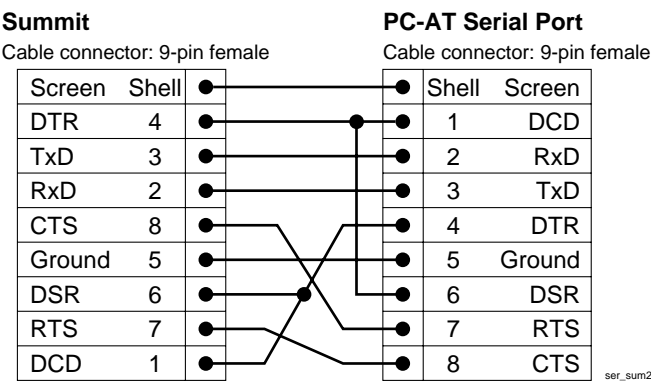 Summit PC-AT Serial Port
Cable connector: 9-pin female Cable connector: 9-pin female
Screen Shell Shell Screen
DTR 4 1 DCD
TxD 3 2 RxD
RxD 2 3 TxD
CTS 8 4 DTR
Ground 5 5 Ground
DSR 6 6 DSR
RTS 7 7 RTS
DCD 1 8 CTS
ser_sum2